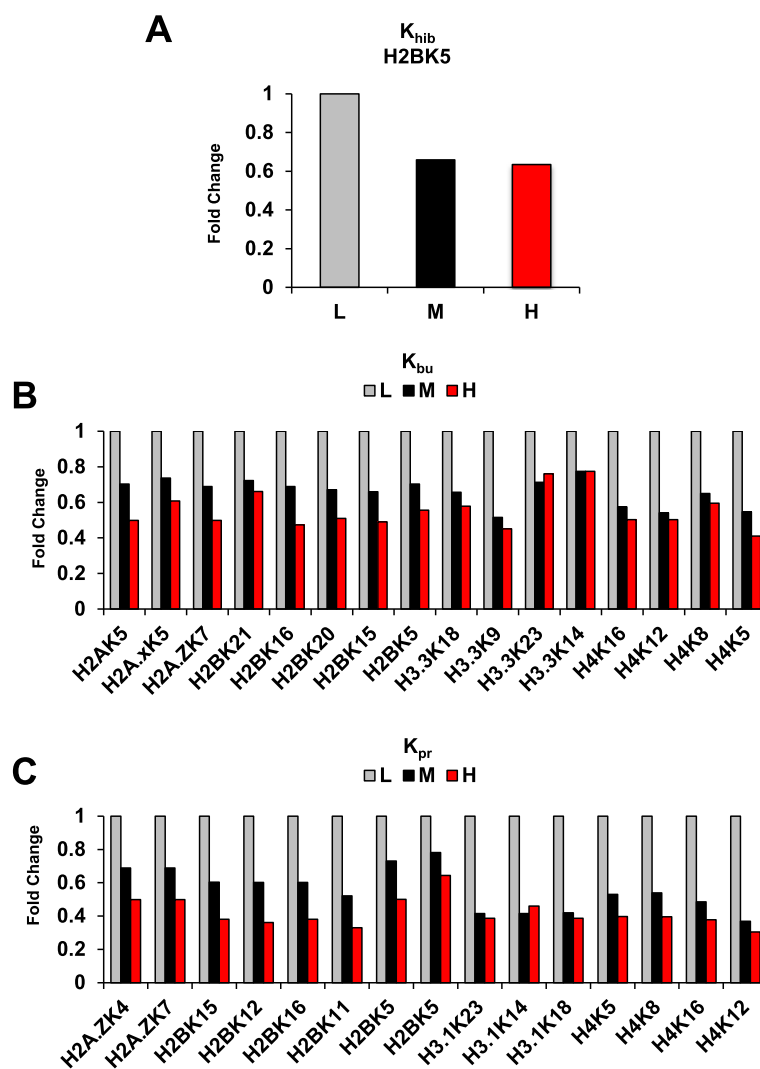 A
Khib
H2BK5
1
0.8
0.6
0.4
0.2
0
Fold Change
L M H
Kbu
B
L M H
1
0.8
0.6
0.4
0.2
0
Fold Change
H2AK5 H2A.xK5 H2A.ZK7 H2BK21 H2BK16 H2BK20 H2BK15 H2BK5 H3.3K18 H3.3K9 H3.3K23 H3.3K14 H4K16 H4K12 H4K8 H4K5
Kpr
C
L M H
1
0.8
0.6
0.4
0.2
0
Fold Change
H2A.ZK4 H2A.ZK7 H2BK15 H2BK12 H2BK16 H2BK11 H2BK5 H2BK5 H3.1K23 H3.1K14 H3.1K18 H4K5 H4K8 H4K16 H4K12